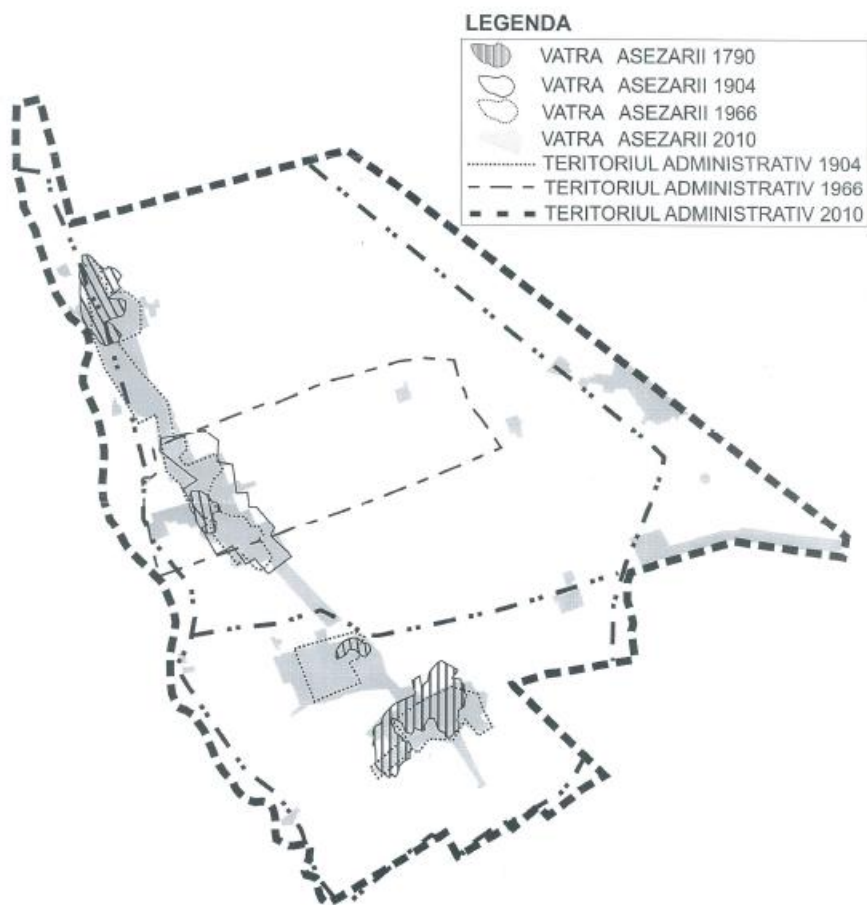 LEGENDA
VATRA ASEZARII 1790
VATRA ASEZARII 1904
VATRA ASEZARII 1966
VATRA ASEZARII 2010
TERITORIUL ADMINISTRATIV 1904
TERITORIUL ADMINISTRATIV 1966
TERITORIUL ADMINISTRATIV 2010